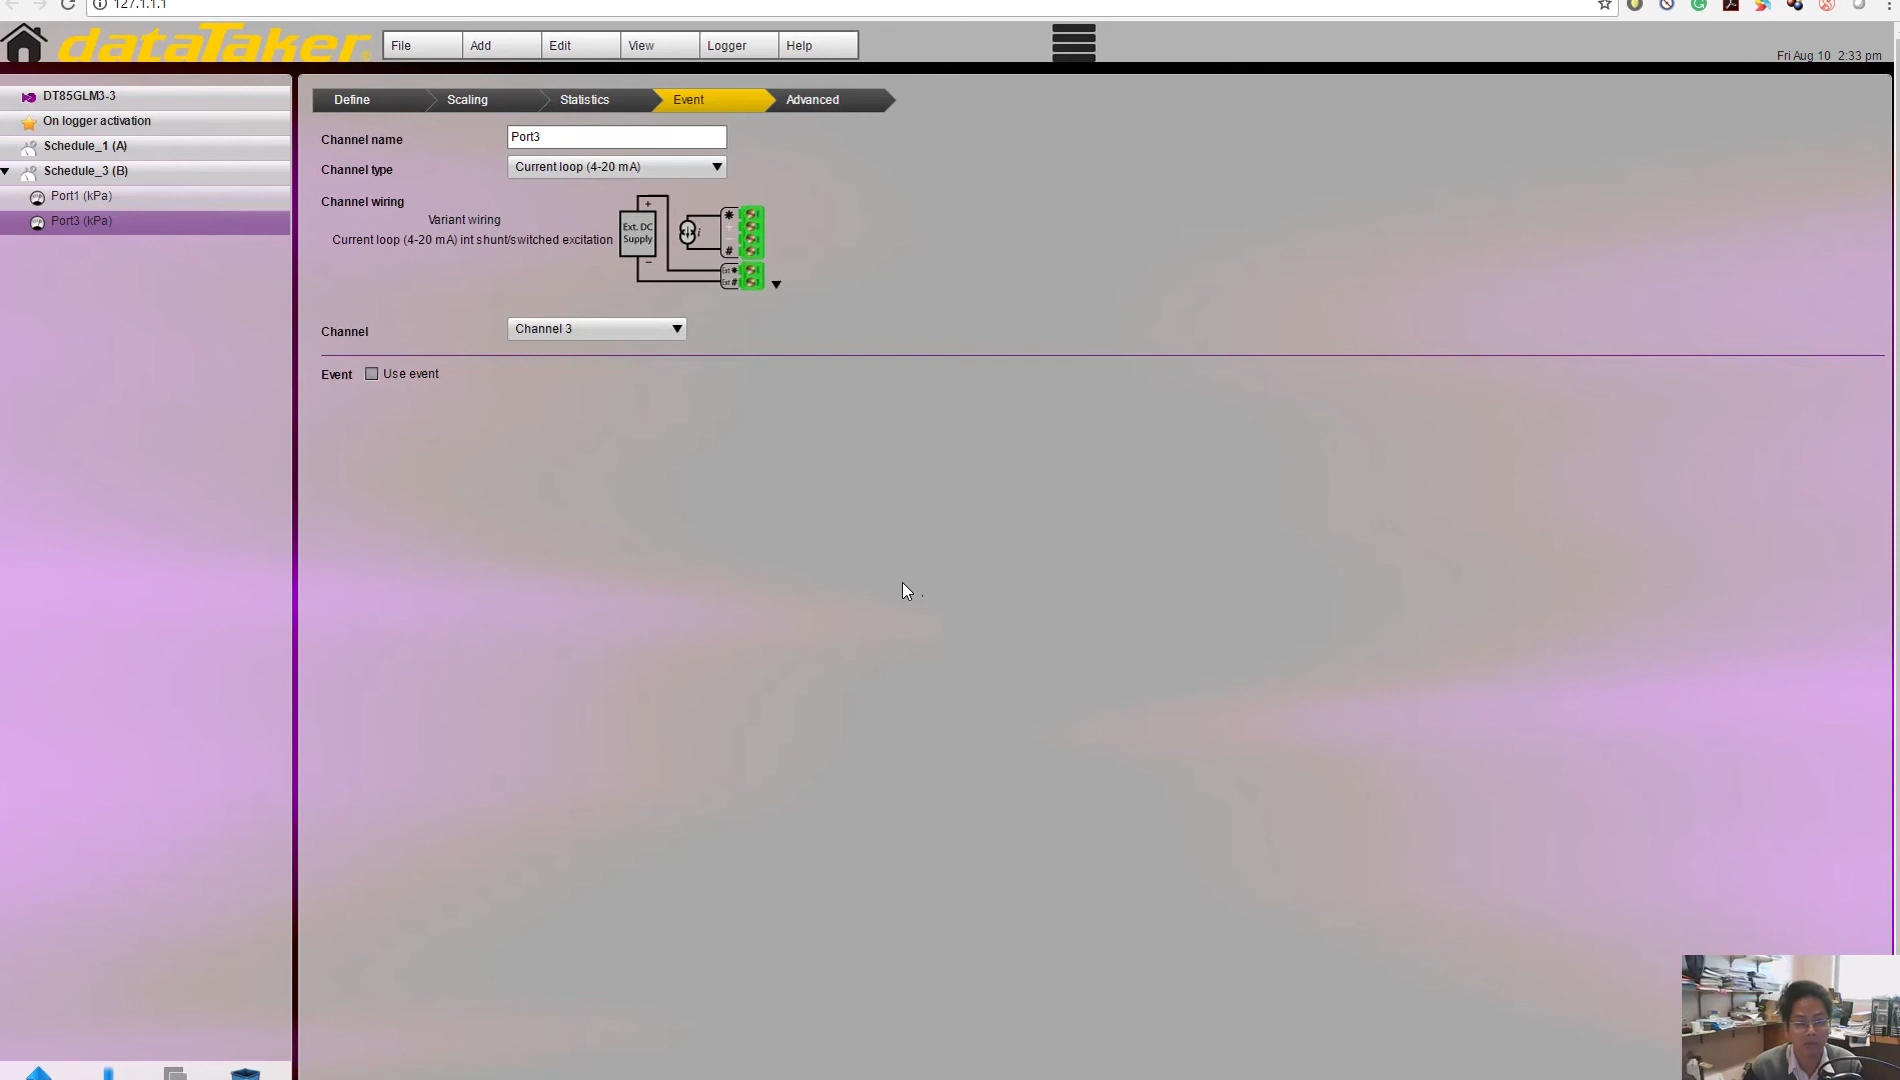 127.1.1.1
dataTaker
File Add Edit View Logger Help
Fri Aug 10 2:33 pm
DT85GLM3-3
On logger activation
Schedule_1 (A)
Schedule_3 (B)
Port1 (kPa)
Port3 (kPa)
Define Scaling Statistics Event Advanced
Channel name Port3
Channel type Current loop (4-20 mA)
Channel wiring
Variant wiring
Current loop (4-20 mA) int shunt/switched excitation
+
Ext. DC
Supply
−
i
*
#
Ext *
Ext #
Channel Channel 3
Event Use event